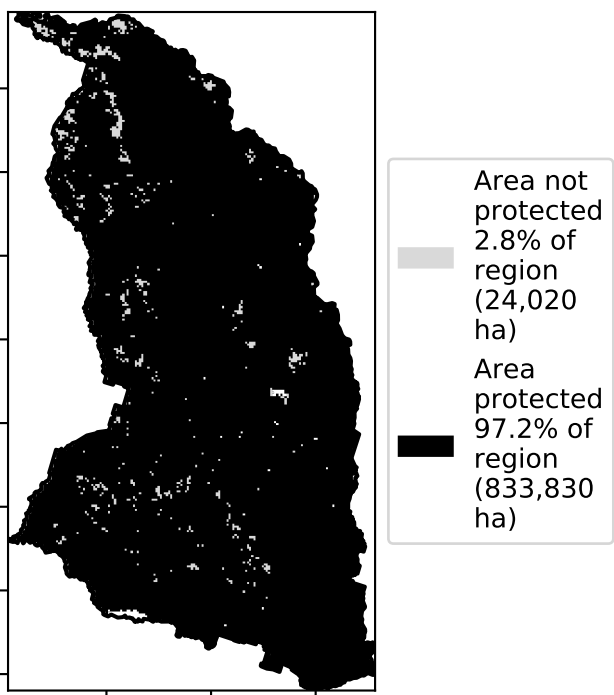 Area not
protected
2.8% of
region
(24,020
ha)
Area
protected
97.2% of
region
(833,830
ha)